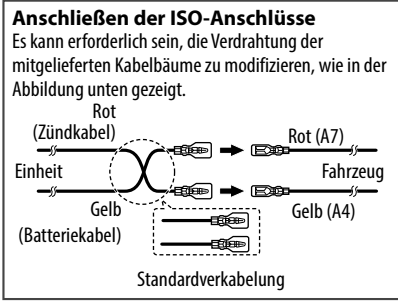 Anschließen der ISO-Anschlüsse
Es kann erforderlich sein, die Verdrahtung der
mitgelieferten Kabelbäume zu modifizieren, wie in der
Abbildung unten gezeigt.
Rot
(Zündkabel)
Rot (A7)
Einheit
Fahrzeug
Gelb
(Batteriekabel)
Gelb (A4)
Standardverkabelung